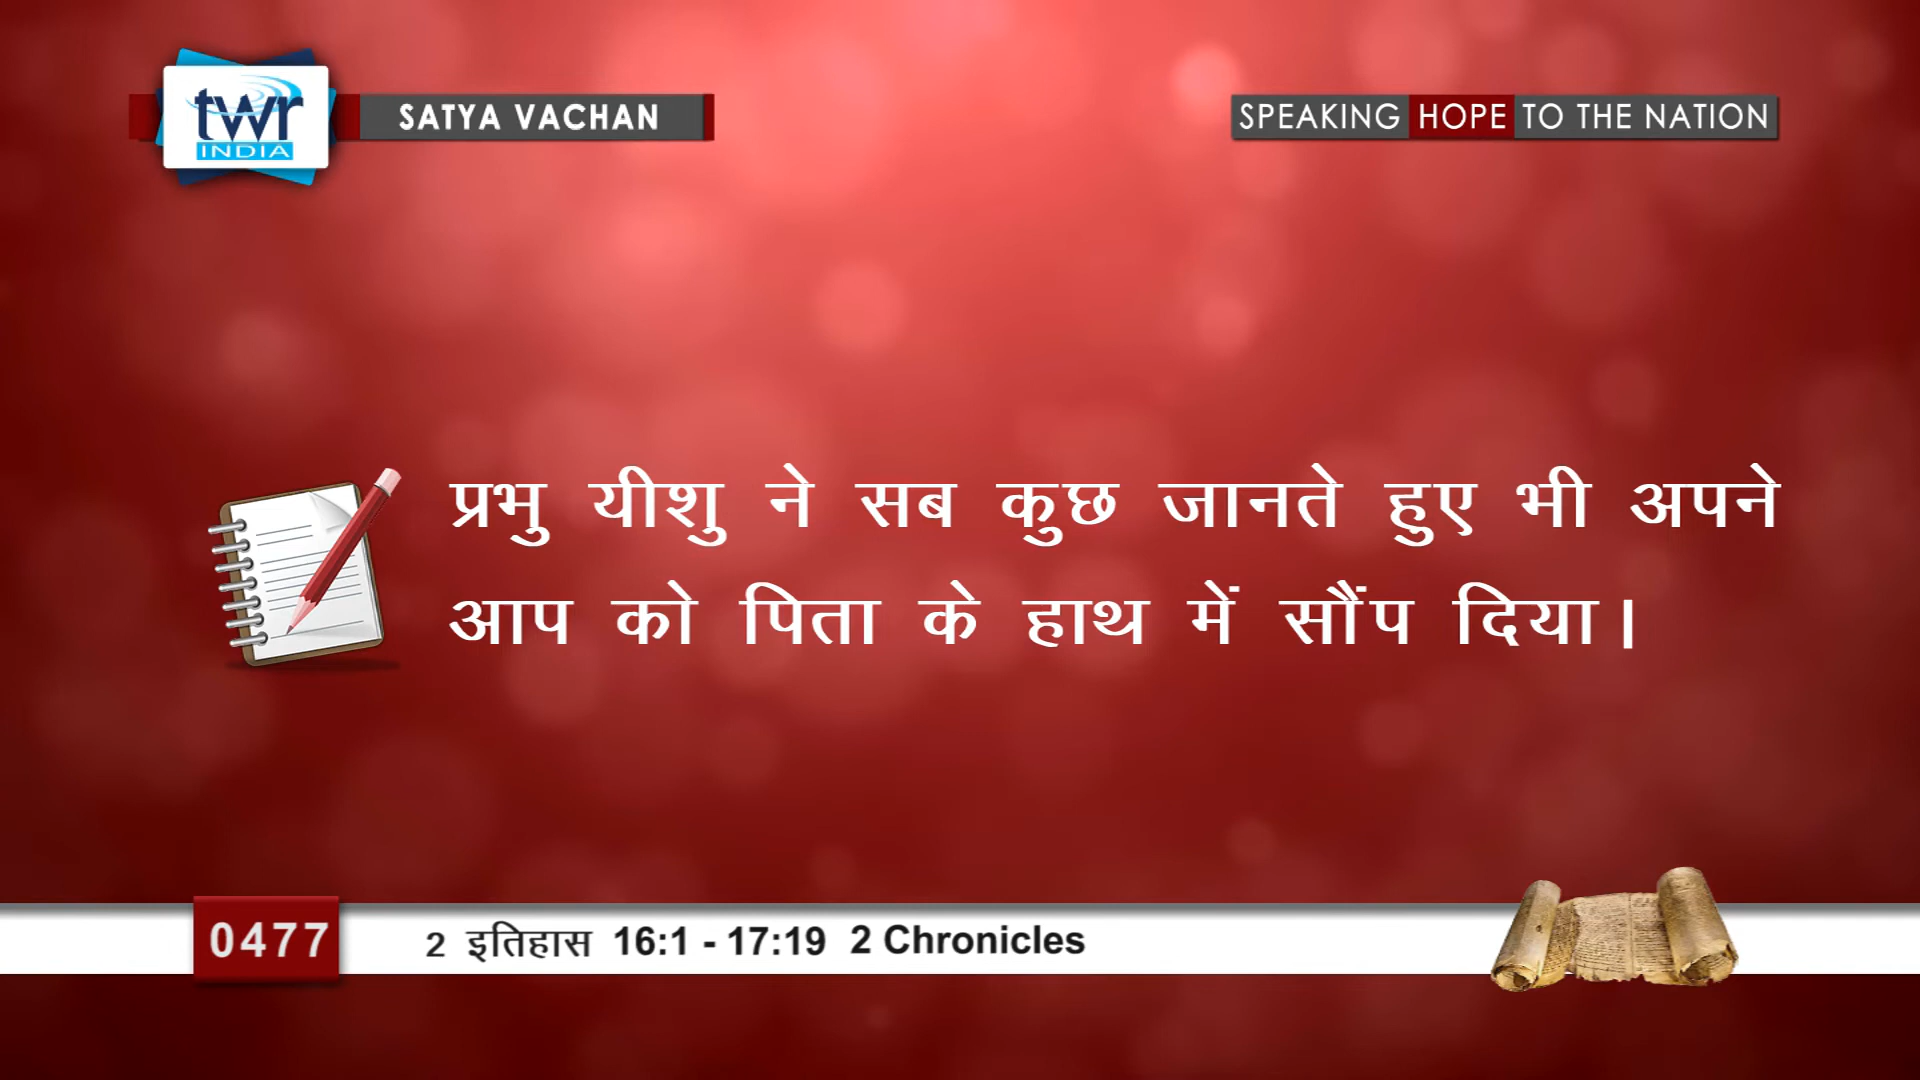 twr
INDIA
SATYA VACHAN
SPEAKING HOPE TO THE NATION
प्रभु यीशु ने सब कुछ जानते हुए भी अपने
आप को पिता के हाथ में सौंप दिया।
0477
2 इतिहास 16:1 - 17:19 2 Chronicles